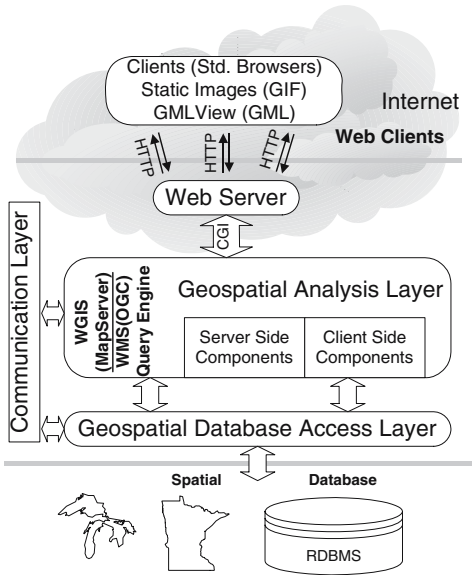 Clients (Std. Browsers)
Static Images (GIF)
GMLView (GML)
Internet
Web Clients
HTTP
HTTP
HTTP
Web Server
CGI
Communication Layer
WGIS
(MapServer)
WMS(OGC)
Query Engine
Geospatial Analysis Layer
Server Side
Components
Client Side
Components
Geospatial Database Access Layer
Spatial
Database
RDBMS